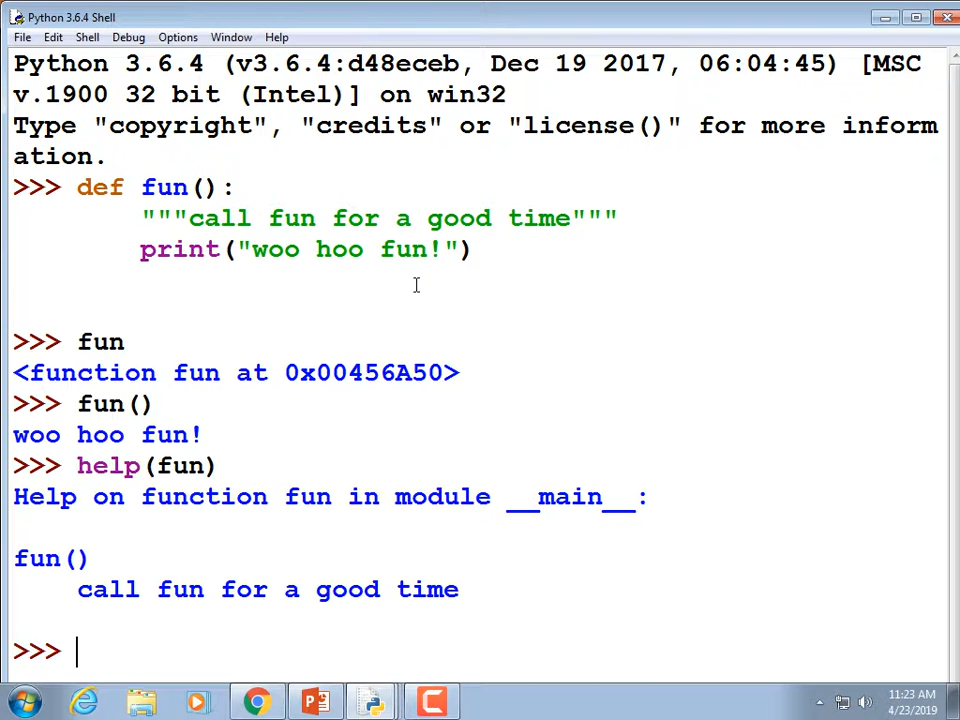 Python 3.6.4 Shell
File Edit Shell Debug Options Window Help
Python 3.6.4 (v3.6.4:d48eceb, Dec 19 2017, 06:04:45) [MSC
v.1900 32 bit (Intel)] on win32
Type "copyright", "credits" or "license()" for more inform
ation.
>>> def fun():
        """call fun for a good time"""
        print("woo hoo fun!")
>>> fun
<function fun at 0x00456A50>
>>> fun()
woo hoo fun!
>>> help(fun)
Help on function fun in module __main__:
fun()
    call fun for a good time
>>>
11:23 AM
4/23/2019